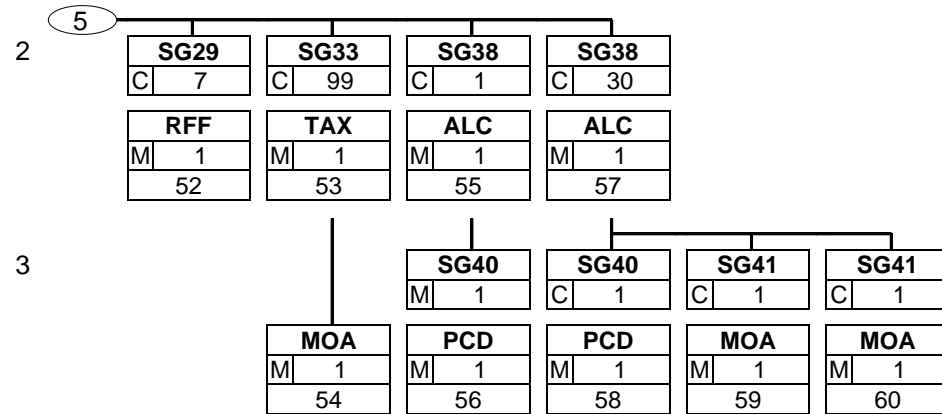 5
2
SG29 SG33 SG38 SG38
C 7 C 99 C 1 C 30
RFF TAX ALC ALC
M 1 M 1 M 1 M 1
52 53 55 57
3
SG40 SG40 SG41 SG41
M 1 C 1 C 1 C 1
MOA PCD PCD MOA MOA
M 1 M 1 M 1 M 1 M 1
54 56 58 59 60